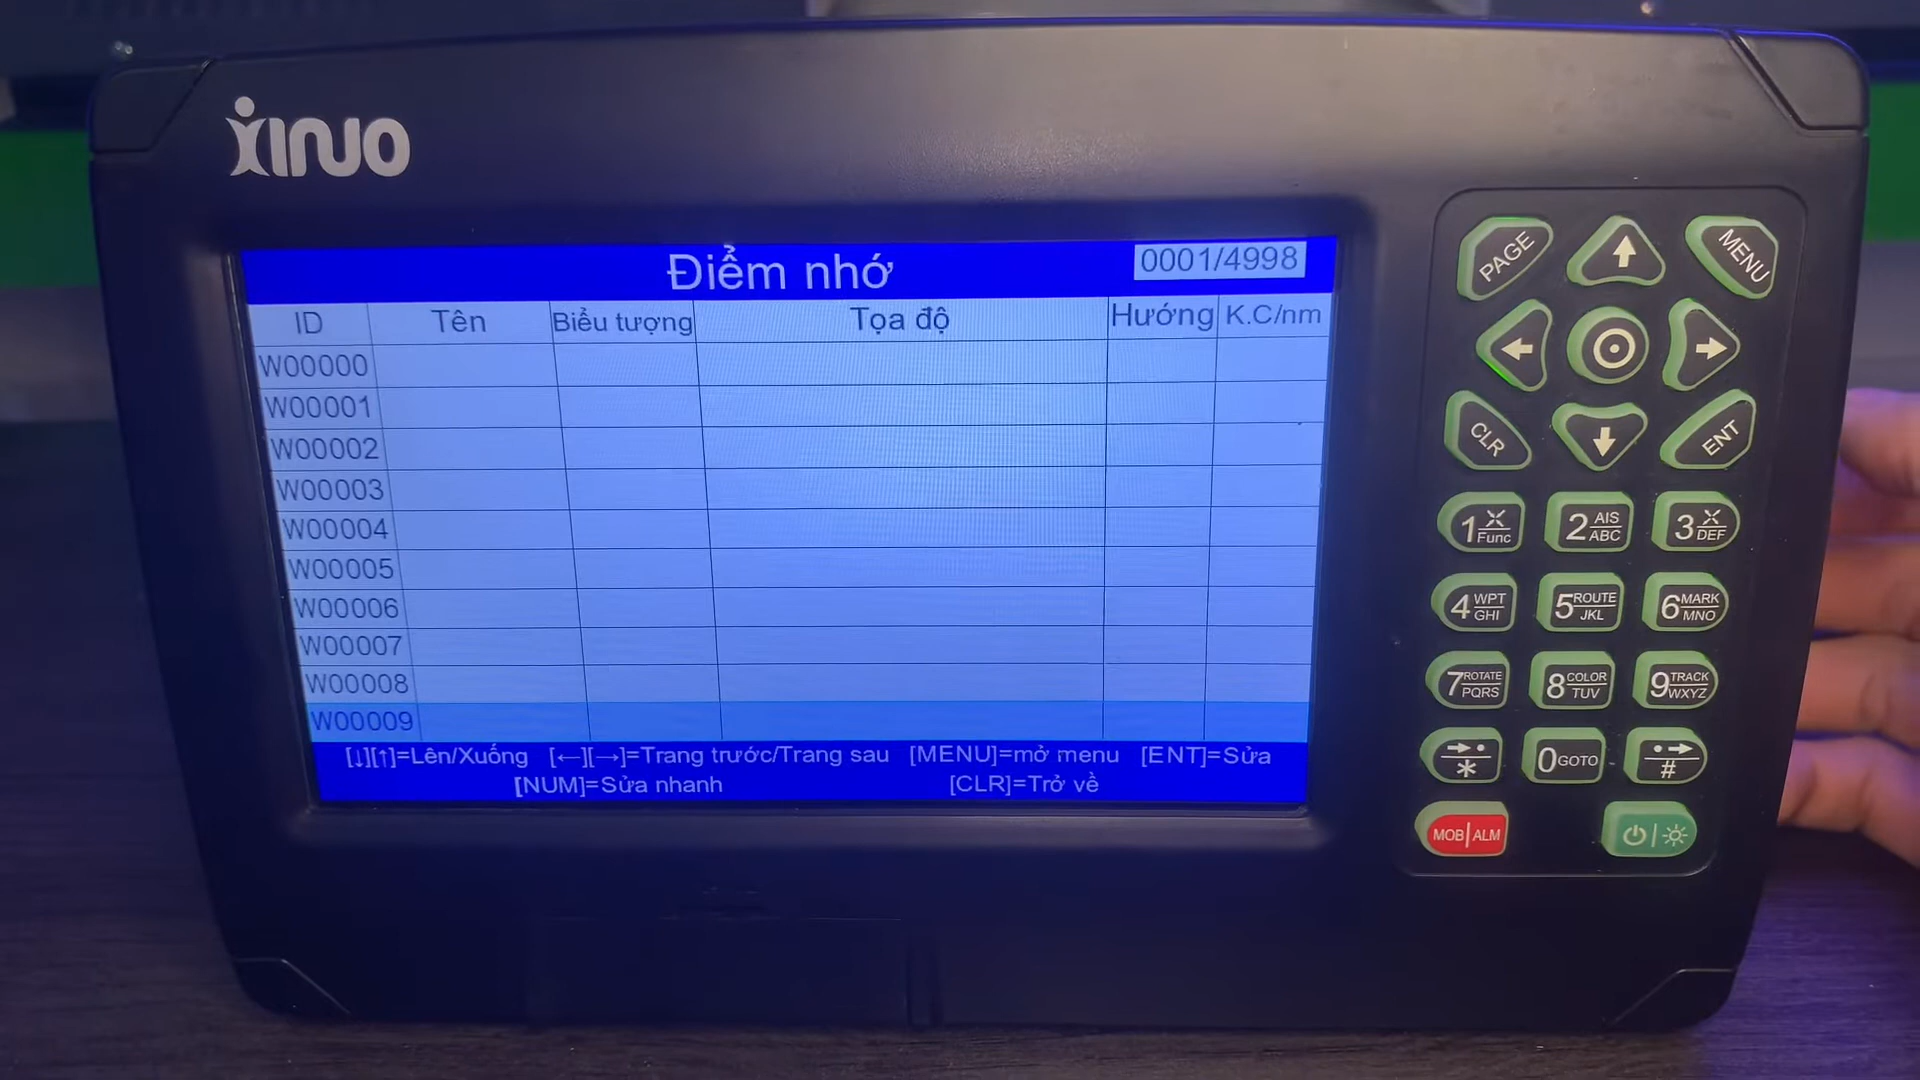 XINUO
Điểm nhớ 0001/4998
ID Tên Biểu tượng Tọa độ Hướng K.C/nm
W00000
W00001
W00002
W00003
W00004
W00005
W00006
W00007
W00008
W00009
[↓][↑]=Lên/Xuống [←][→]=Trang trước/Trang sau [MENU]=mở menu [ENT]=Sửa
[NUM]=Sửa nhanh [CLR]=Trở về
PAGE MENU
CLR ENT
1 Func 2 AIS ABC 3 DEF
4 WPT GHI 5 ROUTE JKL 6 MARK MNO
7 ROTATE PQRS 8 COLOR TUV 9 TRACK WXYZ
* 0 GOTO #
MOB|ALM